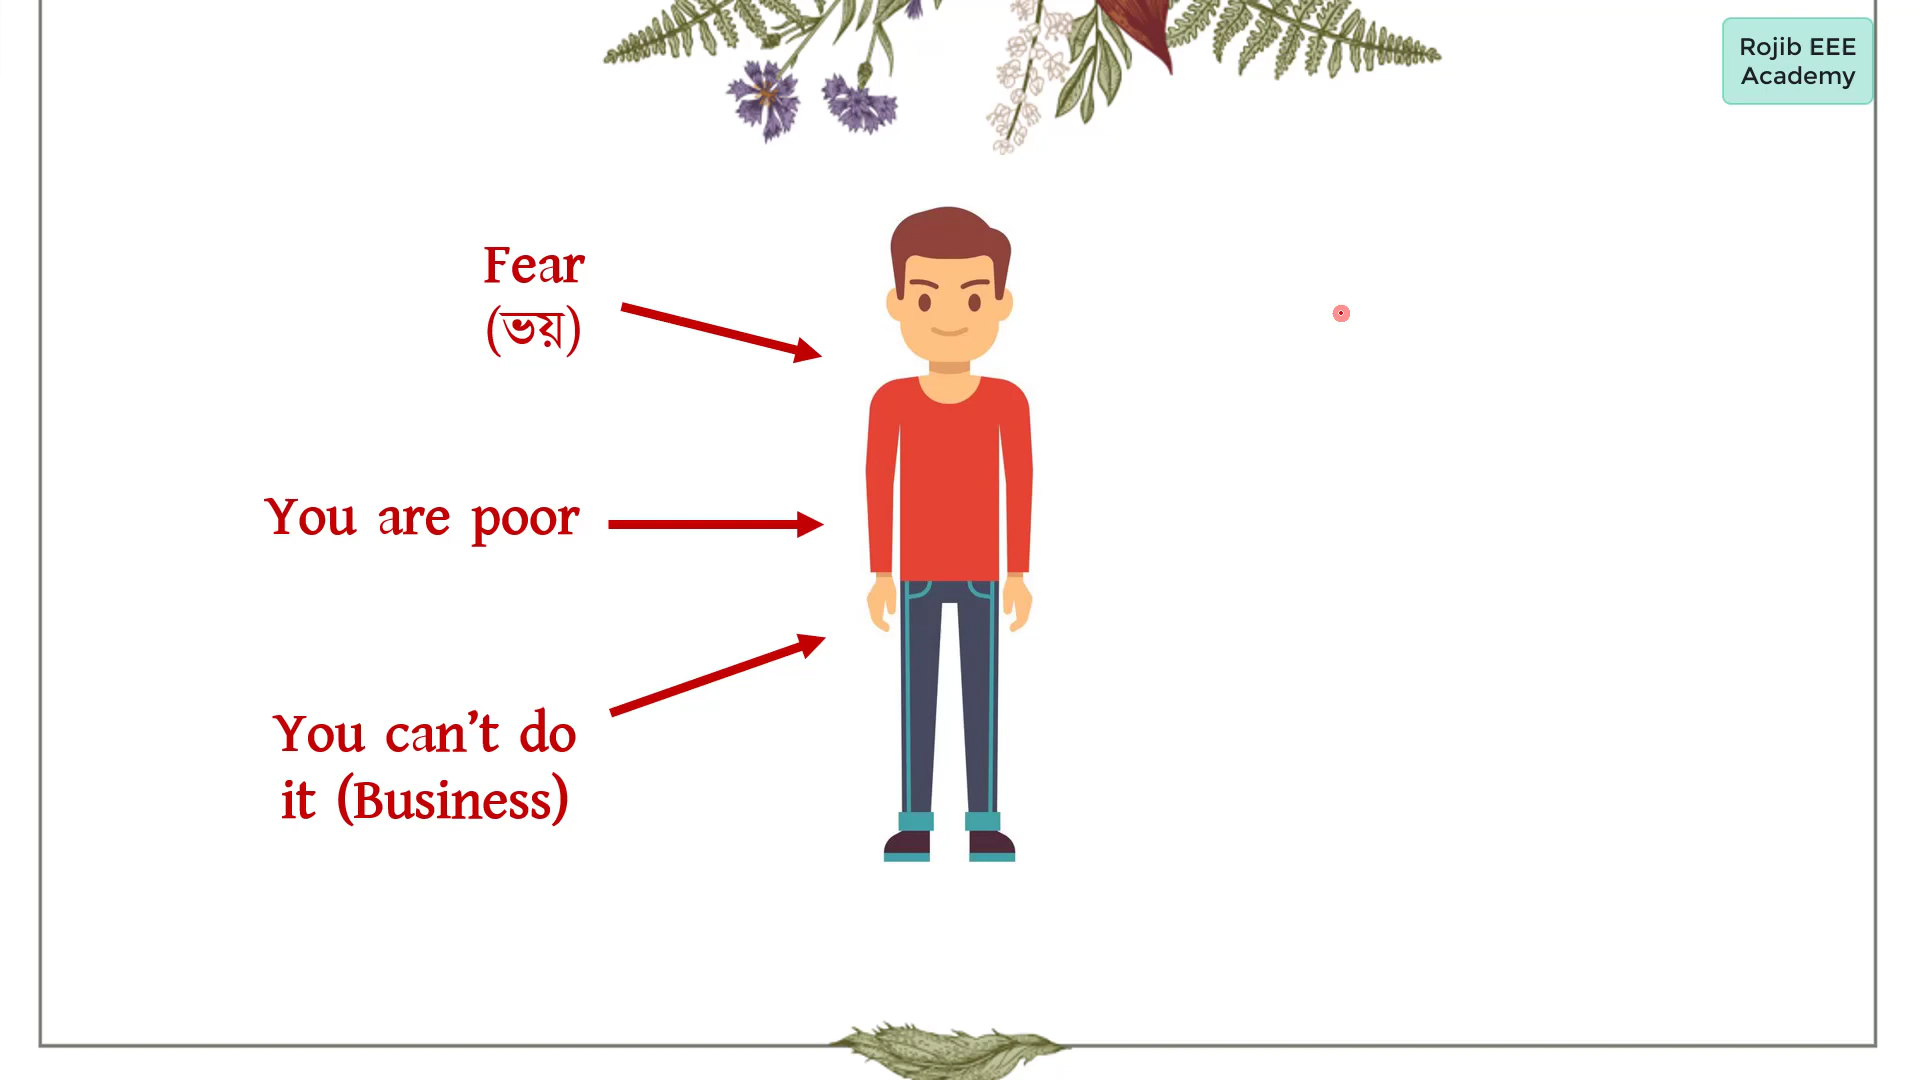 Rojib EEE
Academy
Fear
(ভয়)
You are poor
You can’t do
it (Business)